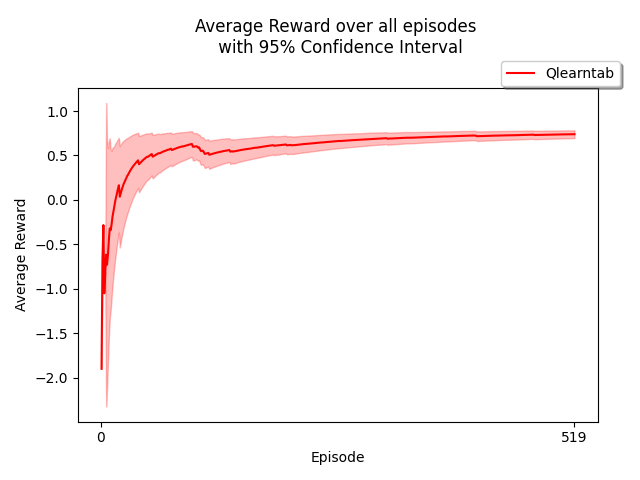 Average Reward over all episodes
with 95% Confidence Interval
Qlearntab
1.0
0.5
0.0
−0.5
−1.0
−1.5
−2.0
Average Reward
0
519
Episode